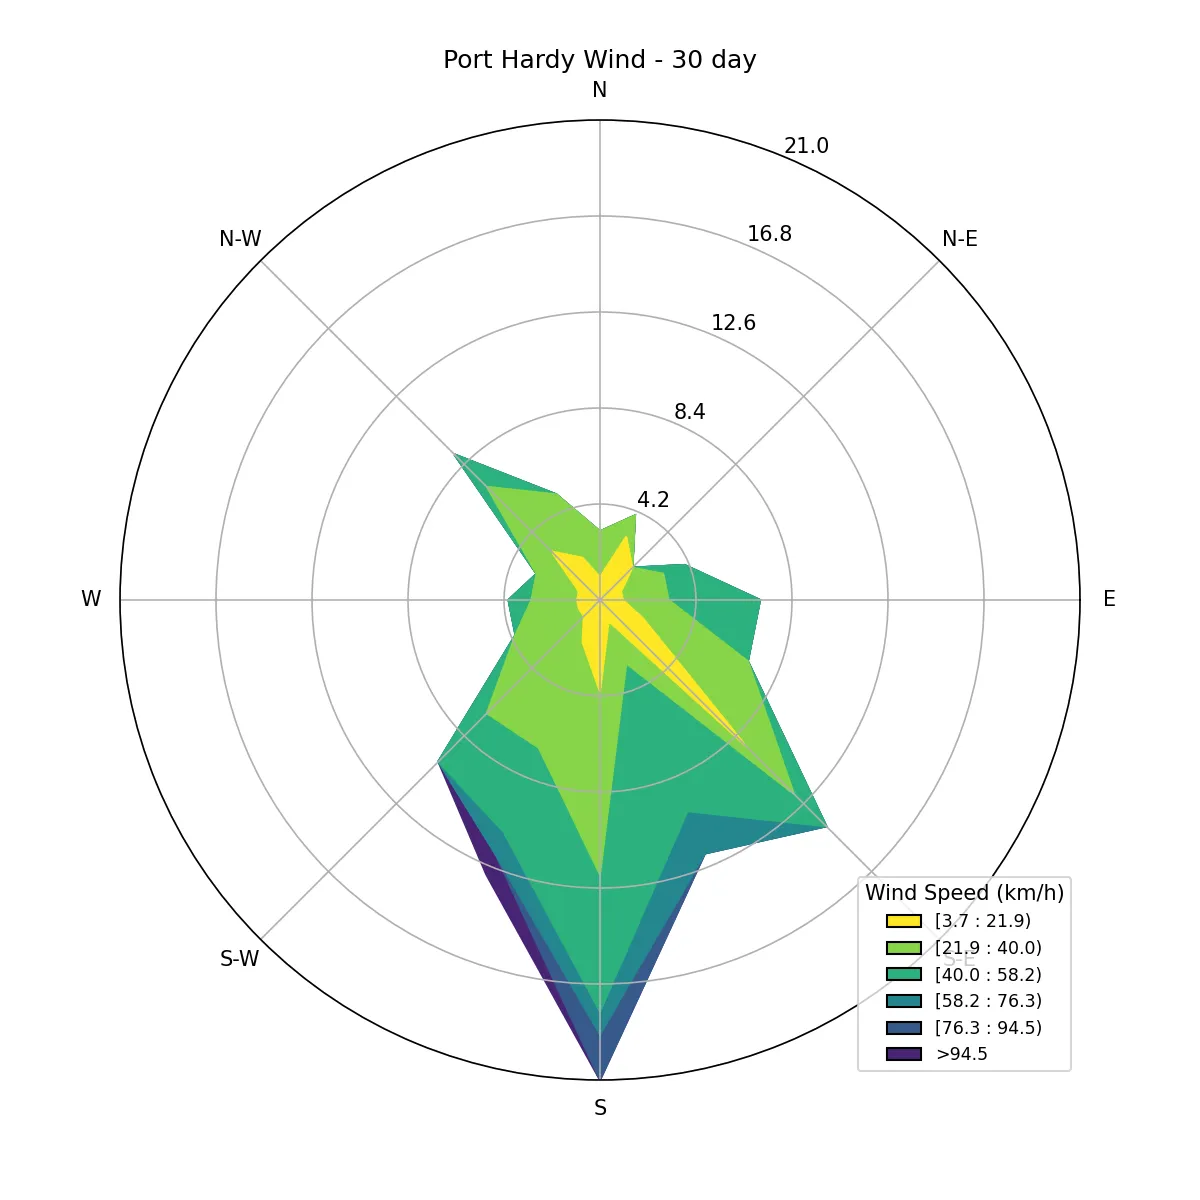 Port Hardy Wind - 30 day
N
21.0
16.8
N-W
N-E
12.6
8.4
4.2
W
E
Wind Speed (km/h)
[3.7 : 21.9)
[21.9 : 40.0)
S-W
S-E
[40.0 : 58.2)
[58.2 : 76.3)
[76.3 : 94.5)
>94.5
S